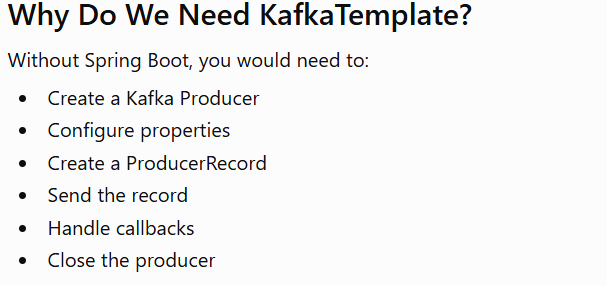 Why Do We Need KafkaTemplate?
Without Spring Boot, you would need to:
• Create a Kafka Producer
• Configure properties
• Create a ProducerRecord
• Send the record
• Handle callbacks
• Close the producer